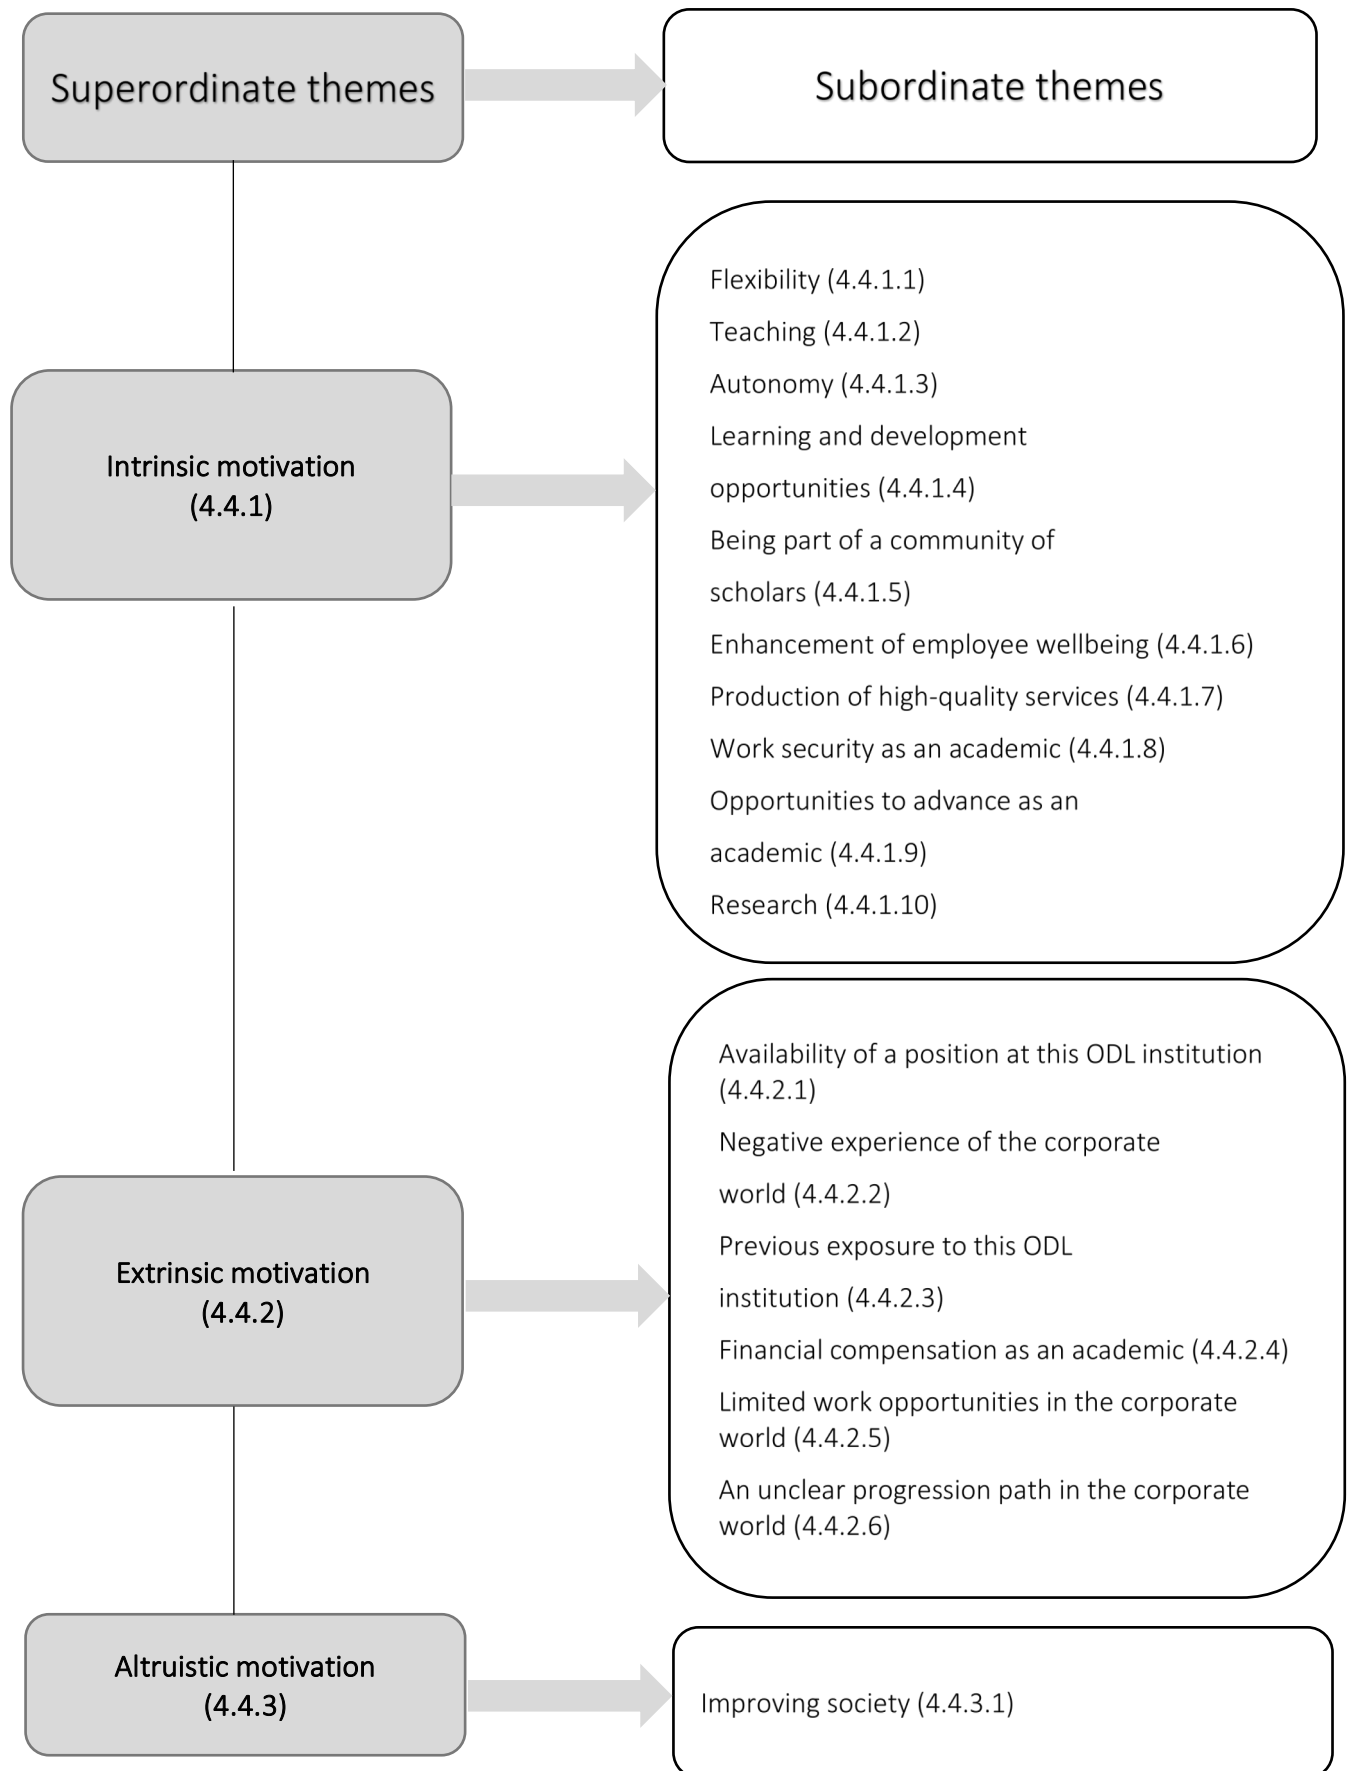 Superordinate themes
Subordinate themes
Intrinsic motivation
(4.4.1)
Flexibility (4.4.1.1)
Teaching (4.4.1.2)
Autonomy (4.4.1.3)
Learning and development
opportunities (4.4.1.4)
Being part of a community of
scholars (4.4.1.5)
Enhancement of employee wellbeing (4.4.1.6)
Production of high-quality services (4.4.1.7)
Work security as an academic (4.4.1.8)
Opportunities to advance as an
academic (4.4.1.9)
Research (4.4.1.10)
Extrinsic motivation
(4.4.2)
Availability of a position at this ODL institution
(4.4.2.1)
Negative experience of the corporate
world (4.4.2.2)
Previous exposure to this ODL
institution (4.4.2.3)
Financial compensation as an academic (4.4.2.4)
Limited work opportunities in the corporate
world (4.4.2.5)
An unclear progression path in the corporate
world (4.4.2.6)
Altruistic motivation
(4.4.3)
Improving society (4.4.3.1)